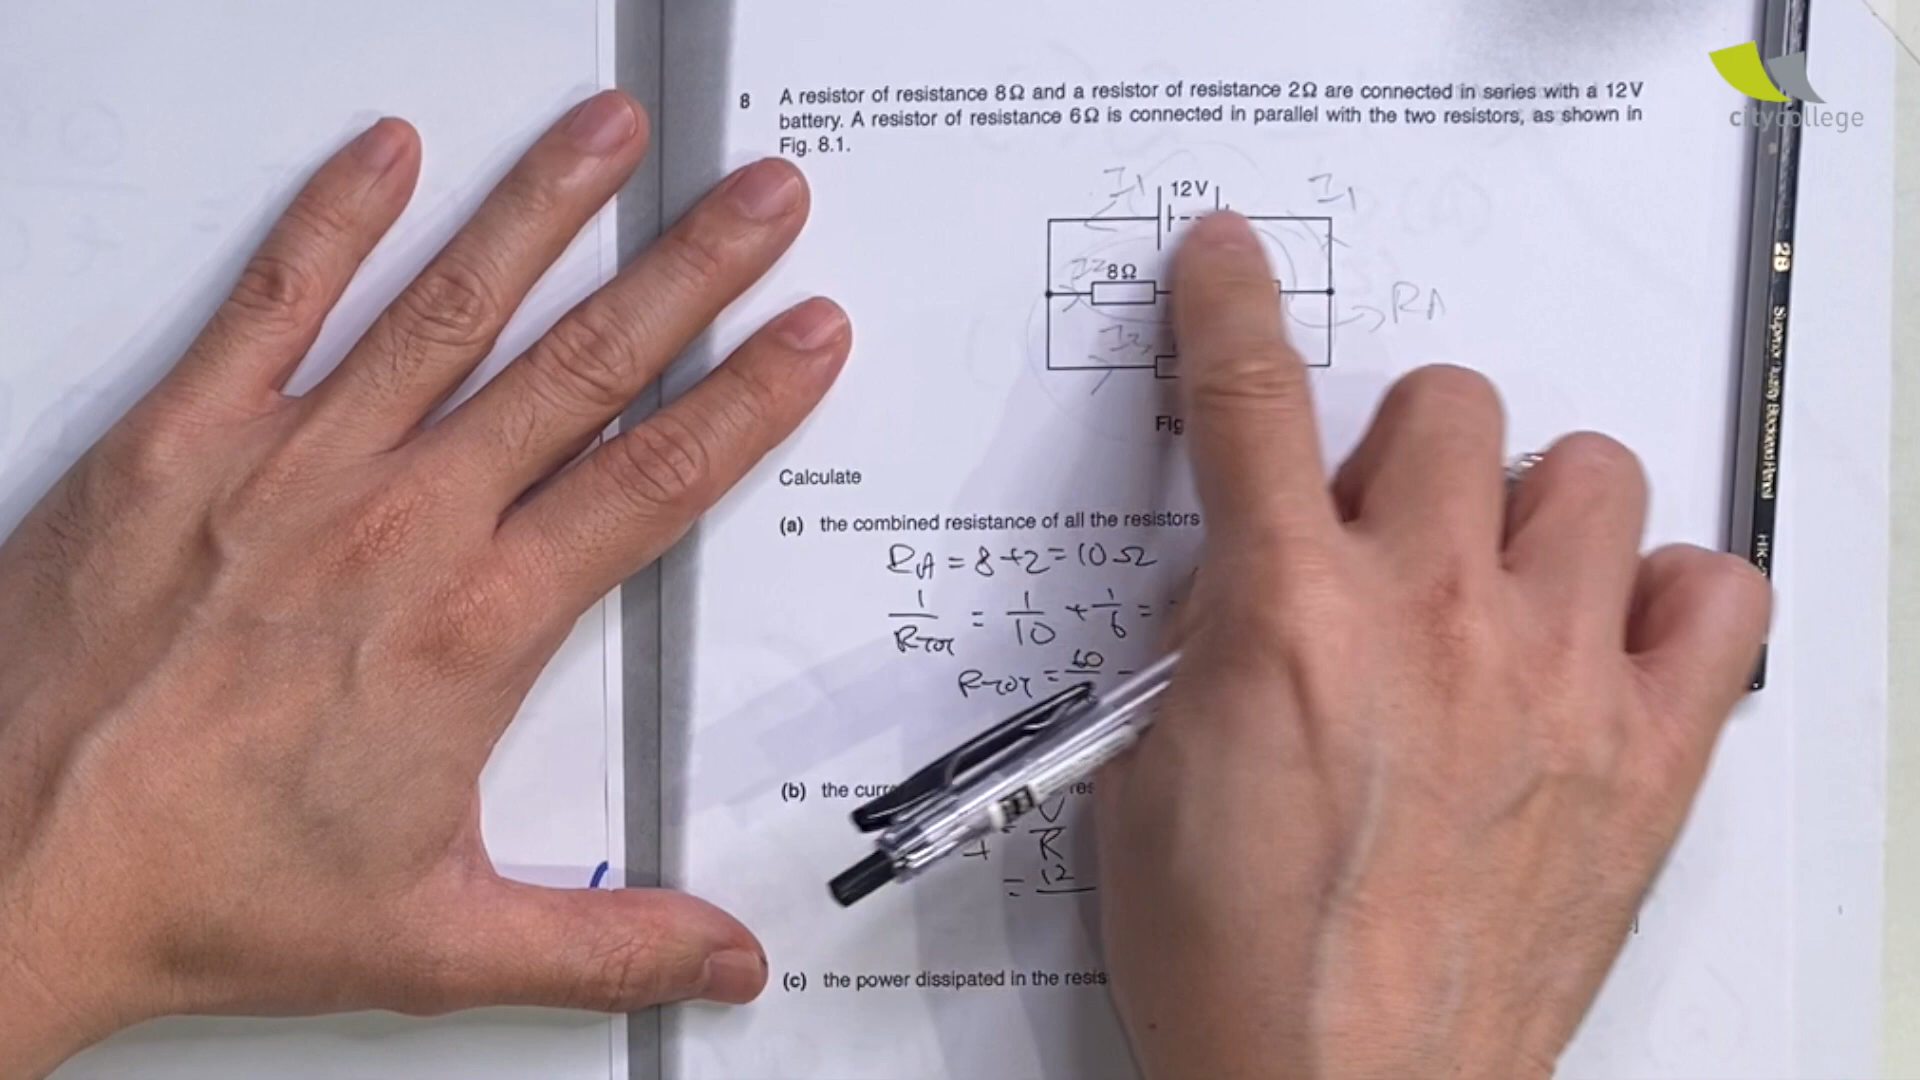 citycollege
8 A resistor of resistance 8Ω and a resistor of resistance 2Ω are connected in series with a 12V
battery. A resistor of resistance 6Ω is connected in parallel with the two resistors, as shown in
Fig. 8.1.
I1 12V I1
I2 8Ω
RA
Fig
Calculate
(a) the combined resistance of all the resistors
RA = 8+2 = 10Ω
1/RTOT = 1/10 + 1/6 =
RTOT = 60
(b) the curr
V
= R
= 12
(c) the power dissipated in the resis
2B